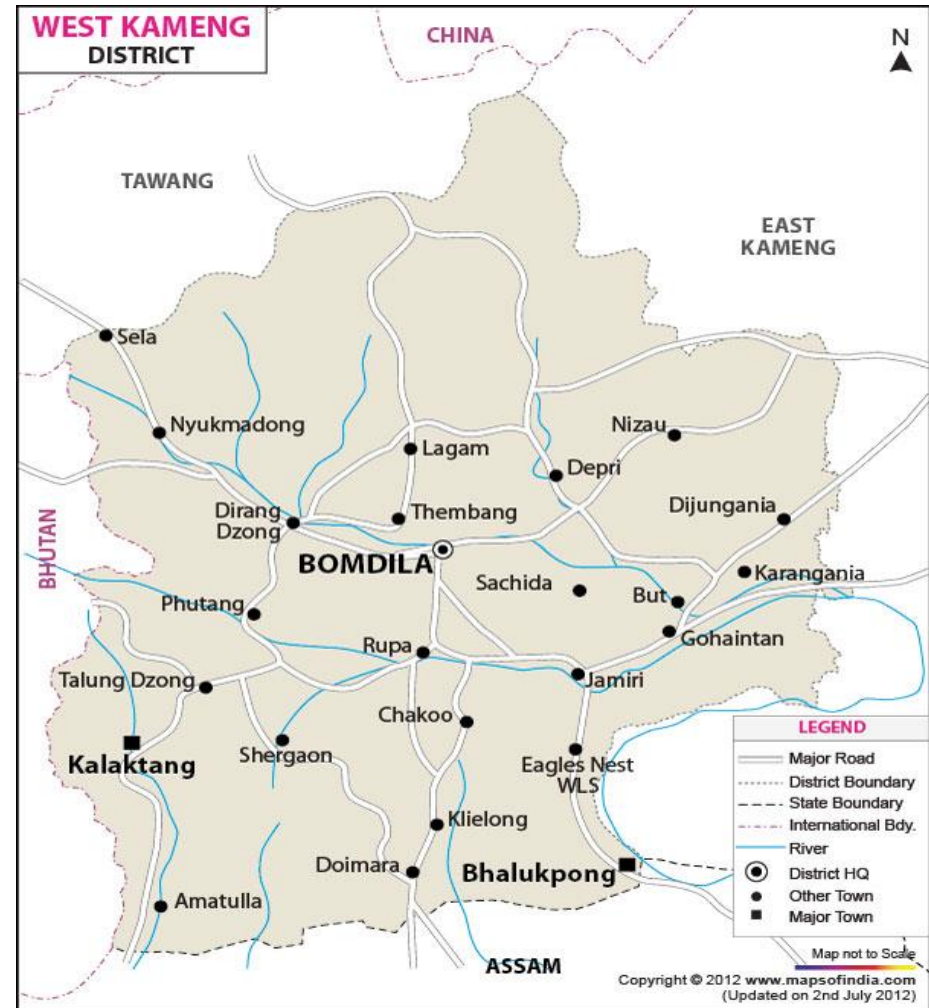 WEST KAMENG
DISTRICT
CHINA
N
TAWANG
EAST
KAMENG
Sela
Nyukmadong
Nizau
Lagam
Depri
Dirang
Dzong
Thembang
Dijungania
BHUTAN
BOMDILA
Sachida
Karangania
Phutang
But
Rupa
Gohaintan
Talung Dzong
Jamiri
Chakoo
Kalaktang
Shergaon
Eagles Nest
WLS
Klielong
Doimara
Bhalukpong
Amatulla
ASSAM
LEGEND
Major Road
District Boundary
State Boundary
International Bdy.
River
District HQ
Other Town
Major Town
Map not to Scale
Copyright © 2012 www.mapsofindia.com
(Updated on 2nd July 2012)